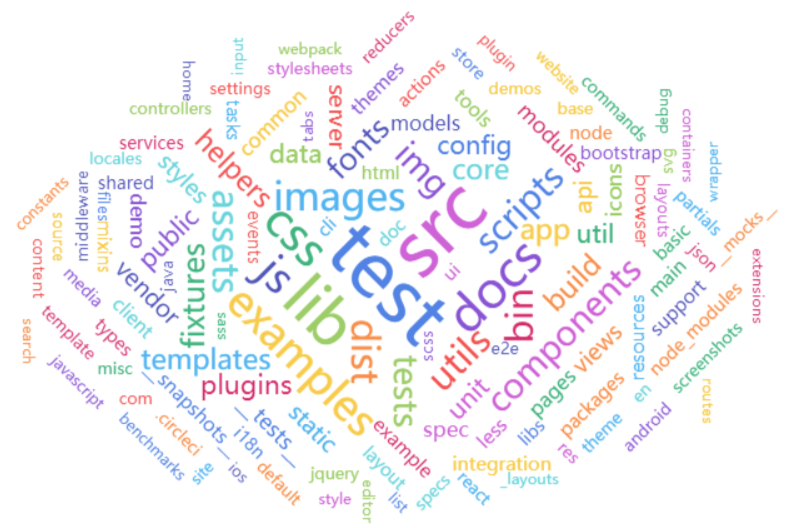 reducers
webpack
input
store
plugin
stylesheets
website
home
settings
themes
actions
demos
commands
controllers
tasks
common
tabs
server
tools
base
debug
containers
services
helpers
data
fonts
models
config
modules
node
bootstrap
svg
wrapper
locales
styles
html
img
core
shared
images
src
scripts
api
icons
browser
layouts
partials
constants
files
demo
assets
css
cli
doc
test
app
util
basic
__mocks__
source
middleware
mixins
public
events
js
ui
docs
json
content
media
vendor
java
fixtures
lib
build
main
extensions
client
sass
examples
bin
components
support
search
template
types
dist
scss
utils
e2e
resources
node_modules
misc
templates
tests
views
screenshots
javascript
plugins
unit
pages
en
routes
com
__snapshots__
__tests__
static
example
spec
less
libs
packages
theme
android
.circleci
i18n
benchmarks
site
ios
default
jquery
layout
integration
res
style
editor
list
specs
react
_layouts